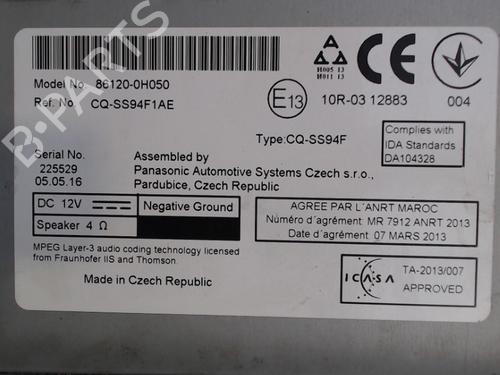 Model No. 86120-0H050
Ref. No. CQ-SS94F1AE
H005 13
H011 13
E13
10R-03 12883
004
Type:CQ-SS94F
Complies with
IDA Standards
DA104328
Serial No.
225529
05.05.16
Assembled by
Panasonic Automotive Systems Czech s.r.o.,
Pardubice, Czech Republic
DC 12V
Negative Ground
Speaker 4 Ω
AGREE PAR L'ANRT MAROC
Numéro d'agrément: MR 7912 ANRT 2013
Date d'agrément: 07 MARS 2013
MPEG Layer-3 audio coding technology licensed
from Fraunhofer IIS and Thomson.
Made in Czech Republic
ICASA
TA-2013/007
APPROVED
B-PARTS